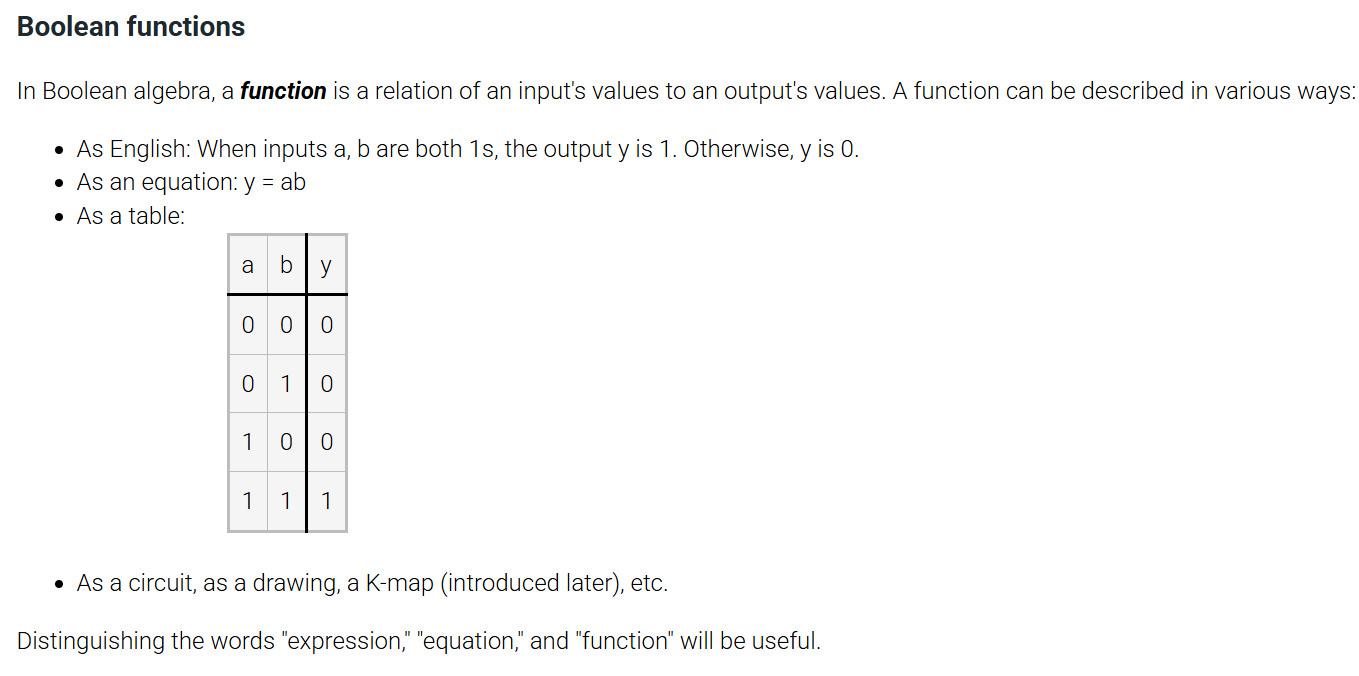 Boolean functions
In Boolean algebra, a function is a relation of an input's values to an output's values. A function can be described in various ways:
• As English: When inputs a, b are both 1s, the output y is 1. Otherwise, y is 0.
• As an equation: y = ab
• As a table:
a b y
0 0 0
0 1 0
1 0 0
1 1 1
• As a circuit, as a drawing, a K-map (introduced later), etc.
Distinguishing the words "expression," "equation," and "function" will be useful.